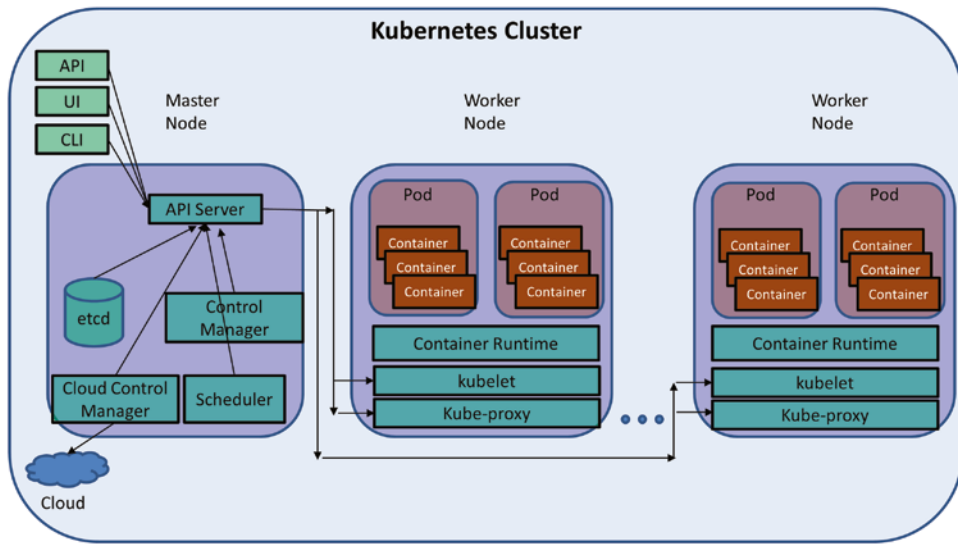 Kubernetes Cluster
API
UI
CLI
Master
Node
Worker
Node
Worker
Node
API Server
etcd
Control
Manager
Cloud Control
Manager
Scheduler
Cloud
Pod
Pod
Container
Container
Container
Container
Container
Container
Container Runtime
kubelet
Kube-proxy
Pod
Pod
Container
Container
Container
Container
Container
Container
Container Runtime
kubelet
Kube-proxy